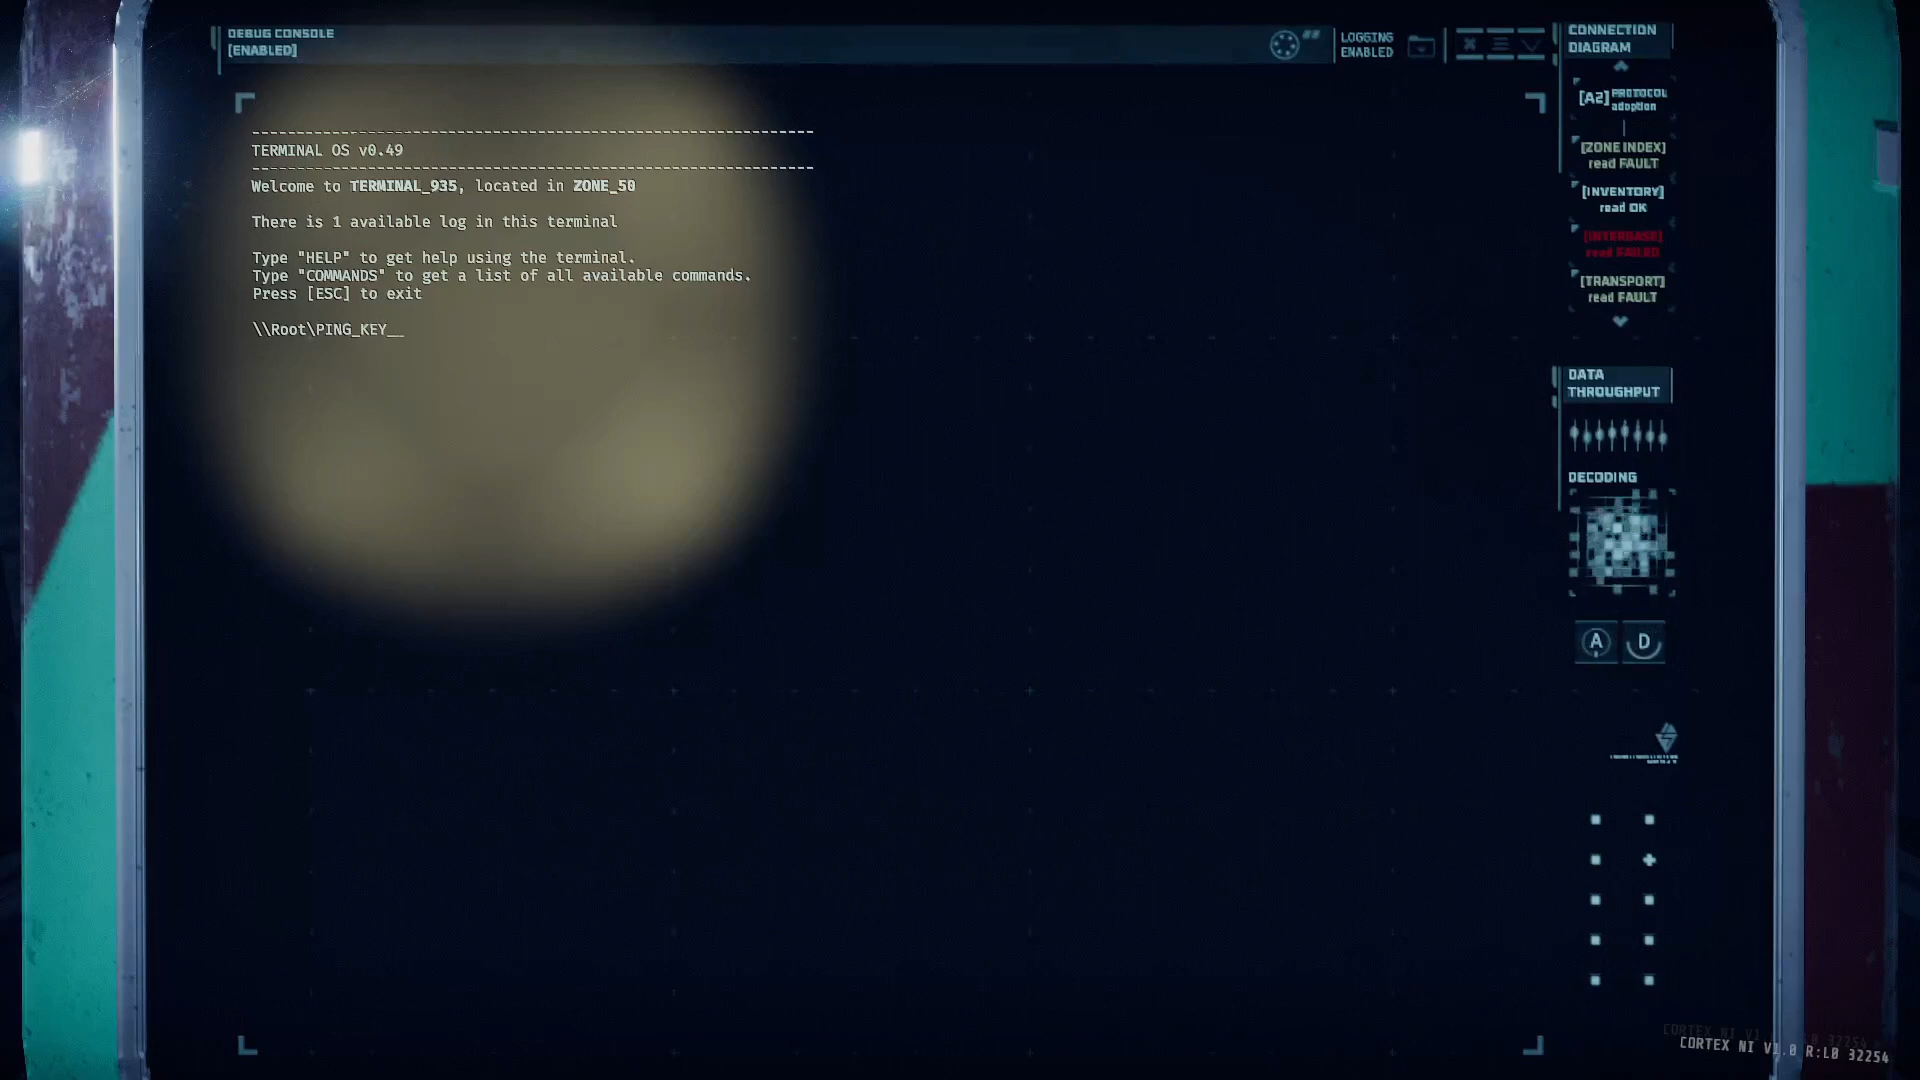 DEBUG CONSOLE
[ENABLED]
LOGGING
ENABLED
TERMINAL OS v0.49
Welcome to TERMINAL_935, located in ZONE_50
There is 1 available log in this terminal
Type "HELP" to get help using the terminal.
Type "COMMANDS" to get a list of all available commands.
Press [ESC] to exit
\\Root\PING_KEY__
CONNECTION
DIAGRAM
[A2] PROTOCOL
adoption
[ZONE INDEX]
read FAULT
[INVENTORY]
read OK
[INTERBASE]
read FAILED
[TRANSPORT]
read FAULT
DATA
THROUGHPUT
DECODING
A D
CORTEX NI V1.0 R:L0 32254